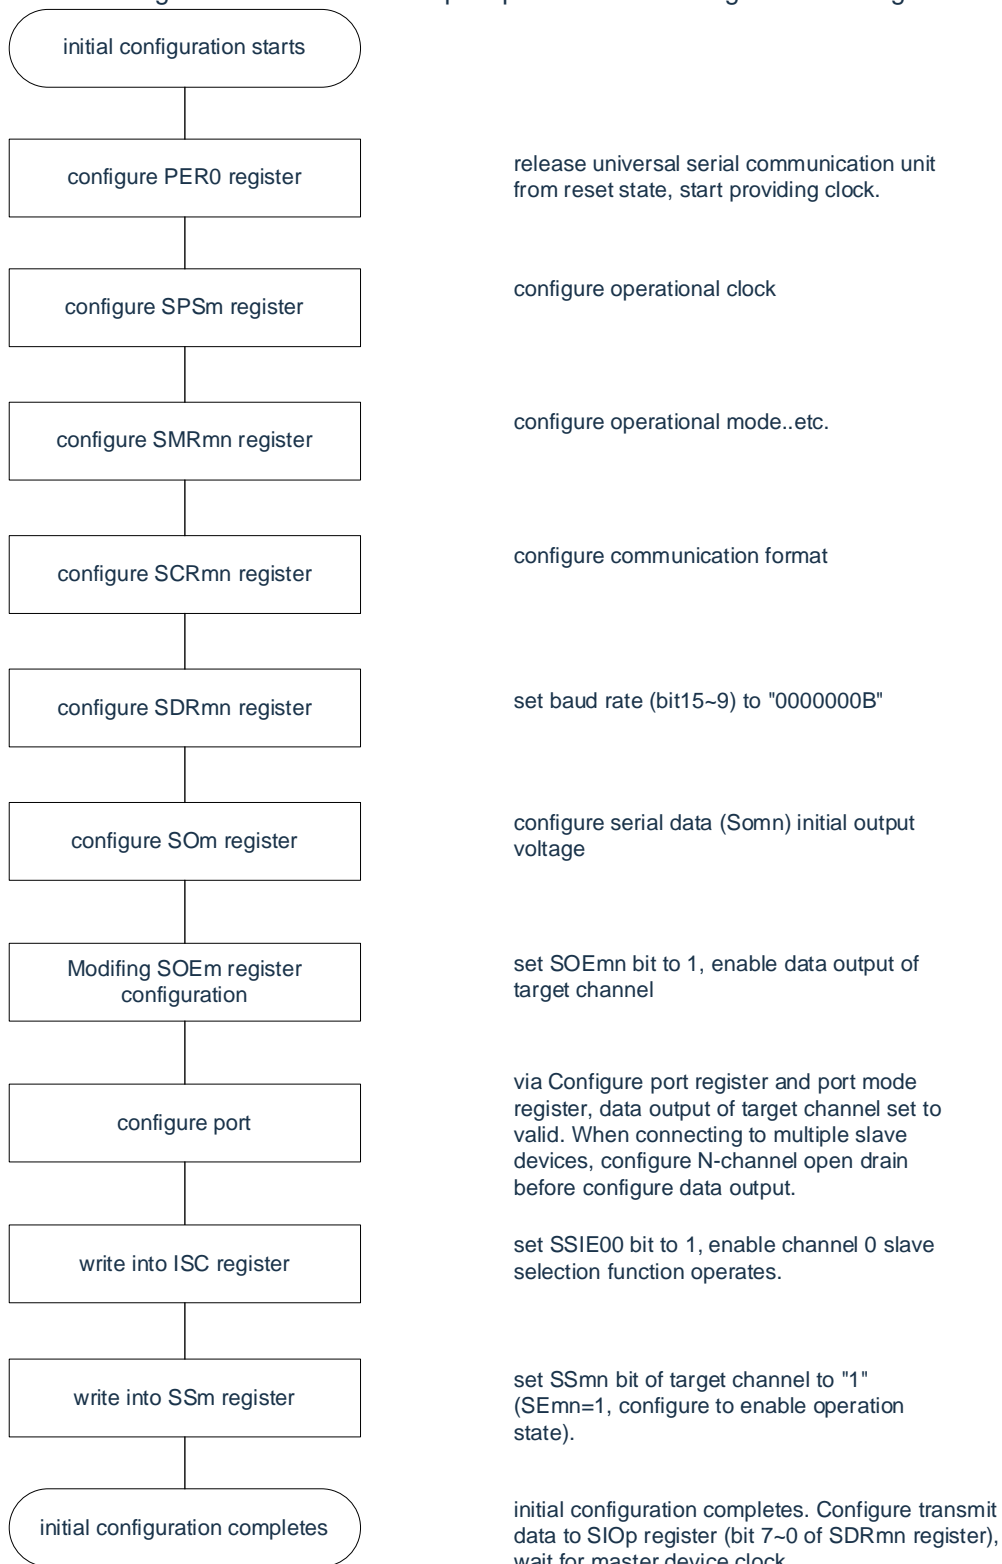 initial configuration starts
configure PER0 register
release universal serial communication unit
from reset state, start providing clock.
configure SPSm register
configure operational clock
configure SMRmn register
configure operational mode..etc.
configure SCRmn register
configure communication format
configure SDRmn register
set baud rate (bit15~9) to "0000000B"
configure SOm register
configure serial data (Somn) initial output
voltage
Modifing SOEm register
configuration
set SOEmn bit to 1, enable data output of
target channel
configure port
via Configure port register and port mode
register, data output of target channel set to
valid. When connecting to multiple slave
devices, configure N-channel open drain
before configure data output.
write into ISC register
set SSIE00 bit to 1, enable channel 0 slave
selection function operates.
write into SSm register
set SSmn bit of target channel to "1"
(SEmn=1, configure to enable operation
state).
initial configuration completes
initial configuration completes. Configure transmit
data to SIOp register (bit 7~0 of SDRmn register),
wait for master device clock